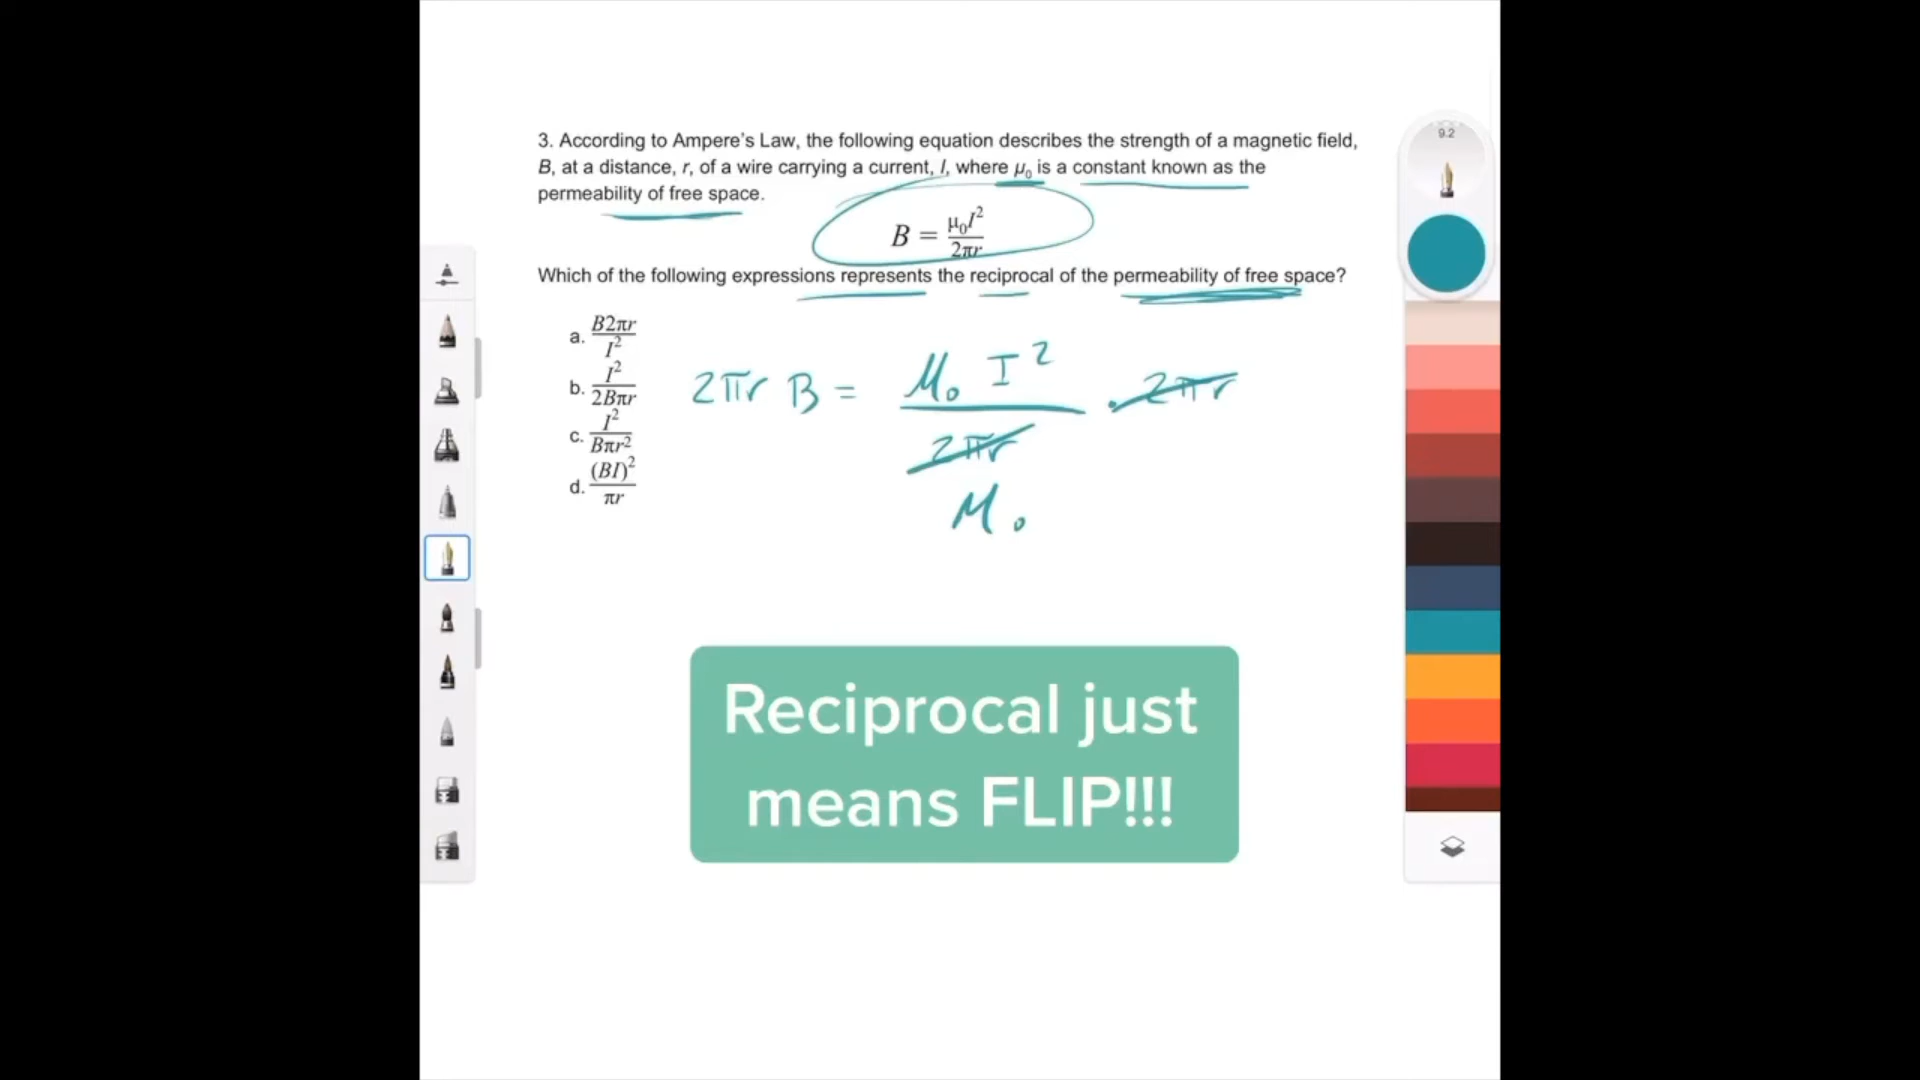 9.2
3. According to Ampere's Law, the following equation describes the strength of a magnetic field,
B, at a distance, r, of a wire carrying a current, I, where μ₀ is a constant known as the
permeability of free space.
B = μ₀I² / 2πr
Which of the following expressions represents the reciprocal of the permeability of free space?
a. B2πr / I²
b. I² / 2Bπr
c. I² / Bπr²
d. (BI)² / πr
2πr B = μ₀ I² / 2πr · 2πr
μ₀
Reciprocal just
means FLIP!!!